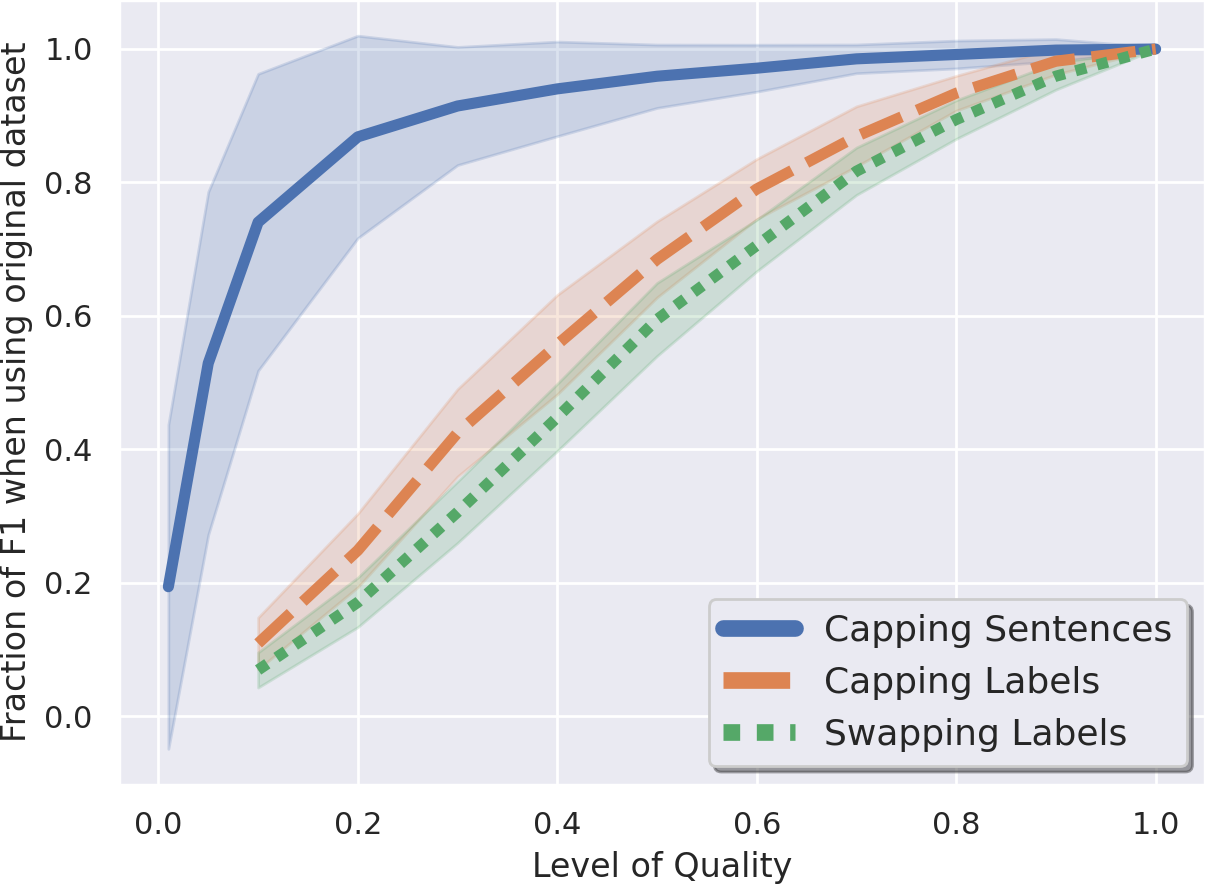 Fraction of F1 when using original dataset
1.0
0.8
0.6
0.4
0.2
0.0
Capping Sentences
Capping Labels
Swapping Labels
0.0 0.2 0.4 0.6 0.8 1.0
Level of Quality